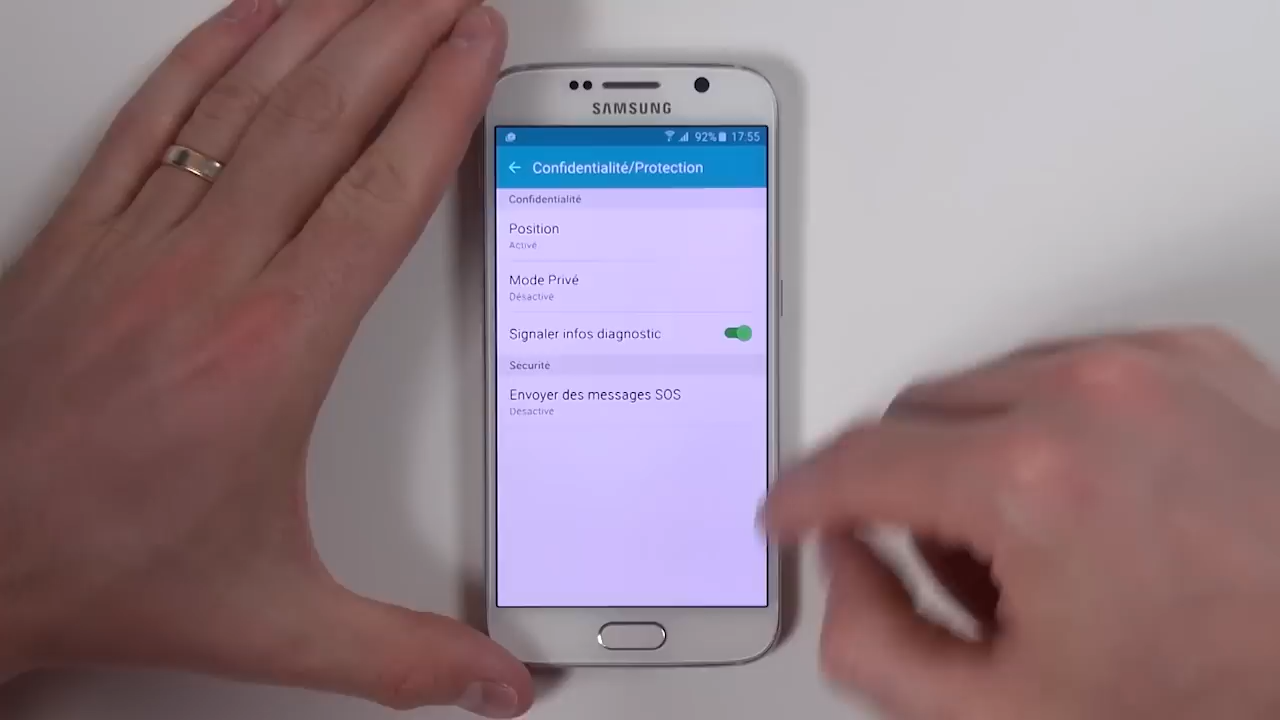 SAMSUNG
92% 17:55
Confidentialité/Protection
Confidentialité
Position
Activé
Mode Privé
Désactivé
Signaler infos diagnostic
Sécurité
Envoyer des messages SOS
Désactivé